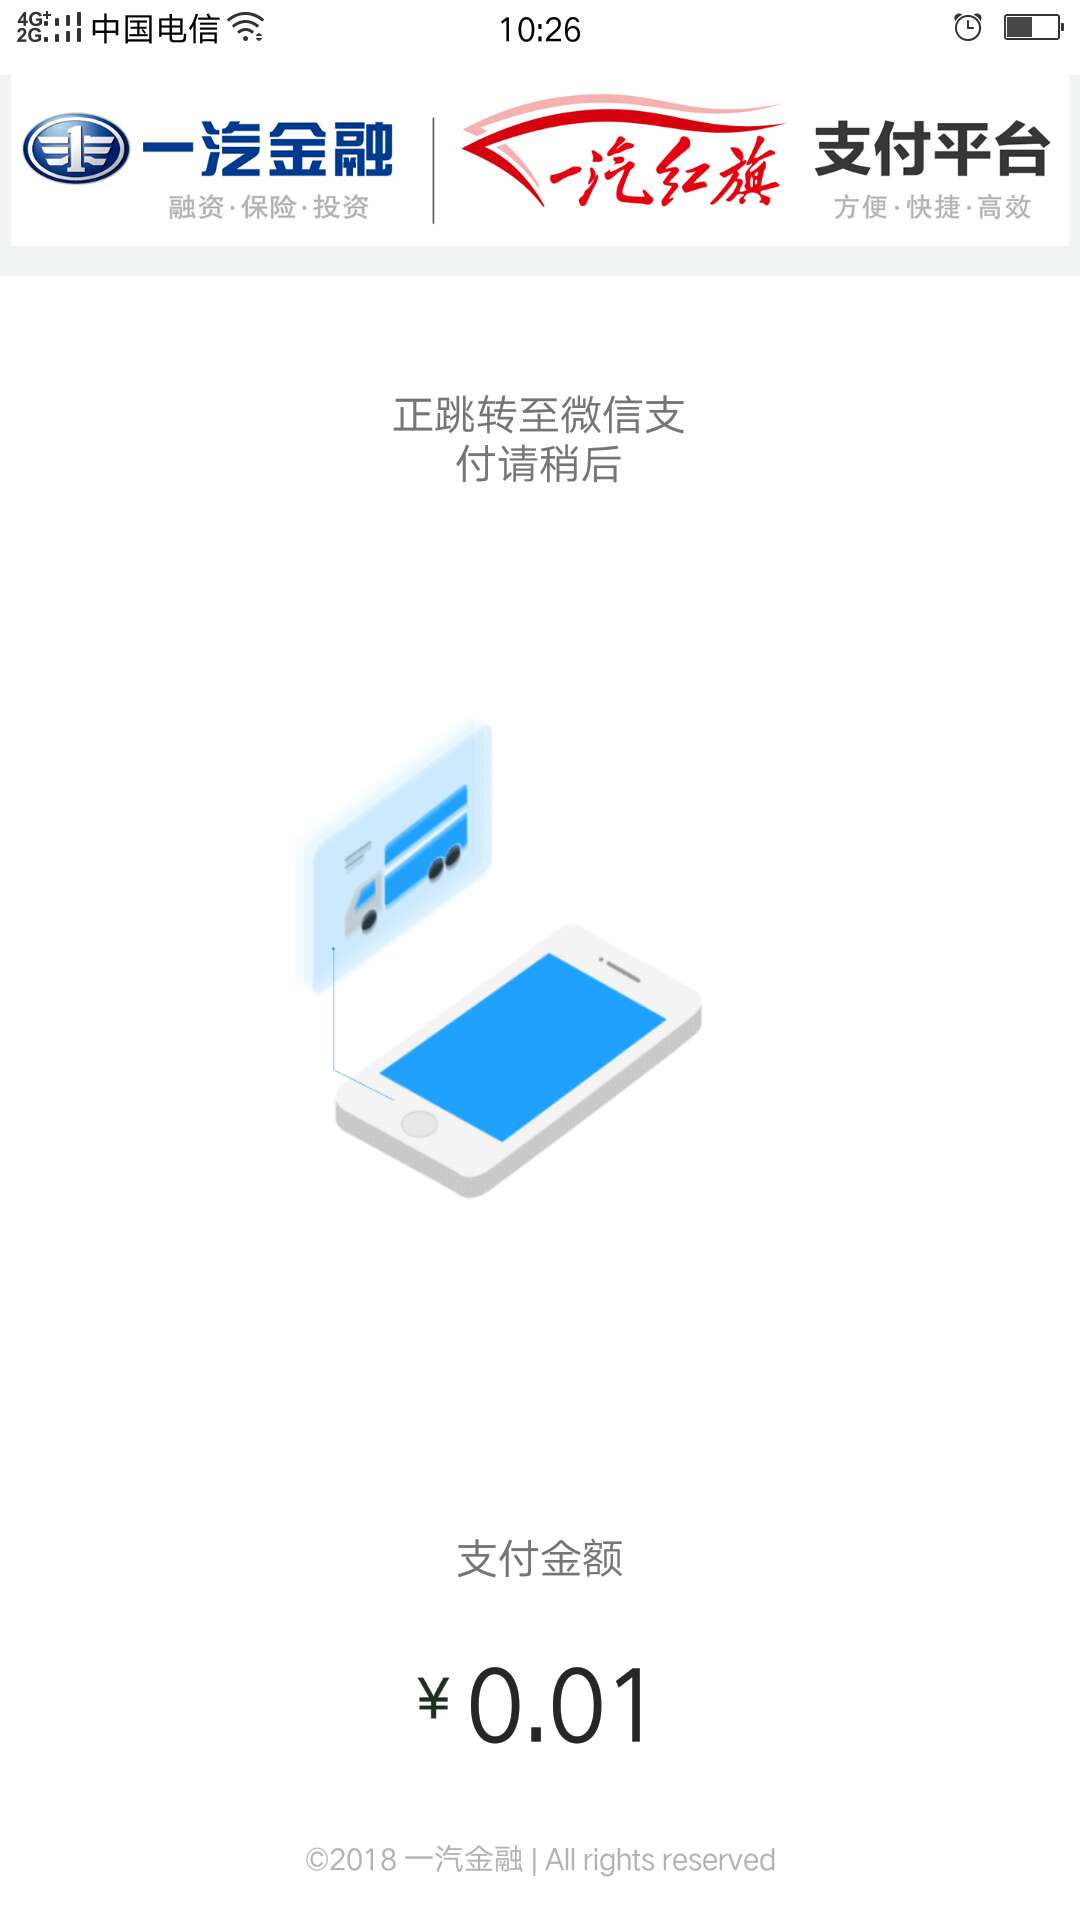 4G+ 2G 中国电信 10:26
一汽金融 一汽红旗 支付平台
融资·保险·投资 方便·快捷·高效
正跳转至微信支
付请稍后
支付金额
¥0.01
©2018 一汽金融 | All rights reserved